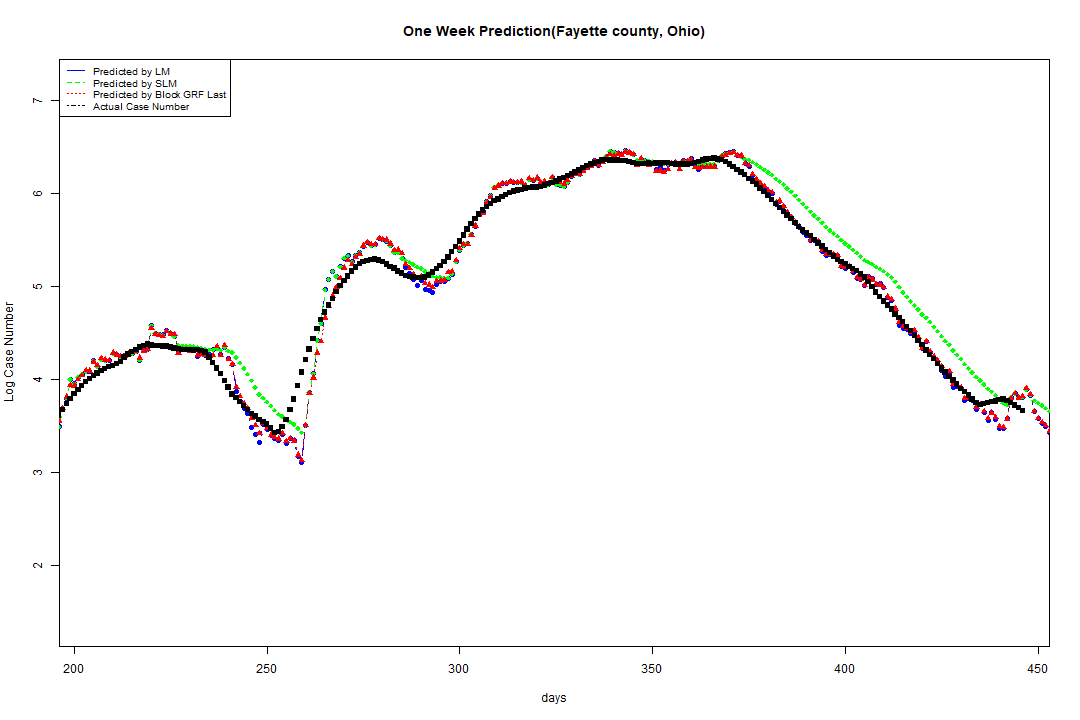 One Week Prediction(Fayette county, Ohio)
Predicted by LM
Predicted by SLM
Predicted by Block GRF Last
Actual Case Number
7
6
5
4
3
2
Log Case Number
200 250 300 350 400 450
days